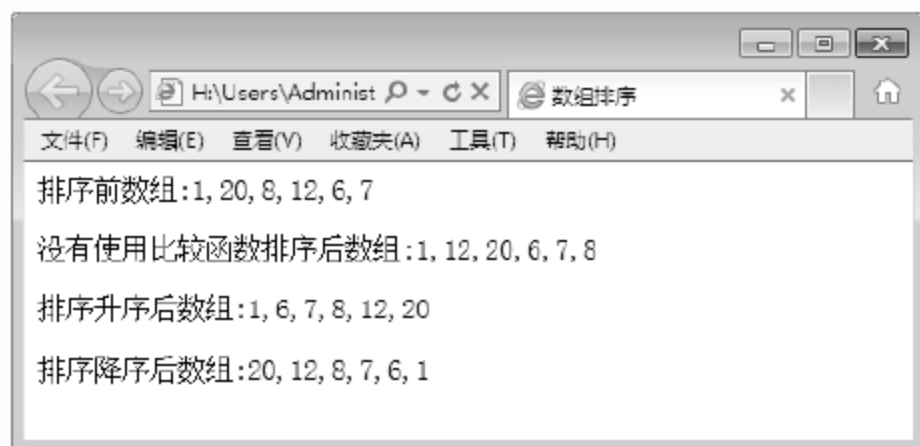 H:\Users\Administ
数组排序
文件(F) 编辑(E) 查看(V) 收藏夹(A) 工具(T) 帮助(H)
排序前数组:1,20,8,12,6,7
没有使用比较函数排序后数组:1,12,20,6,7,8
排序升序后数组:1,6,7,8,12,20
排序降序后数组:20,12,8,7,6,1